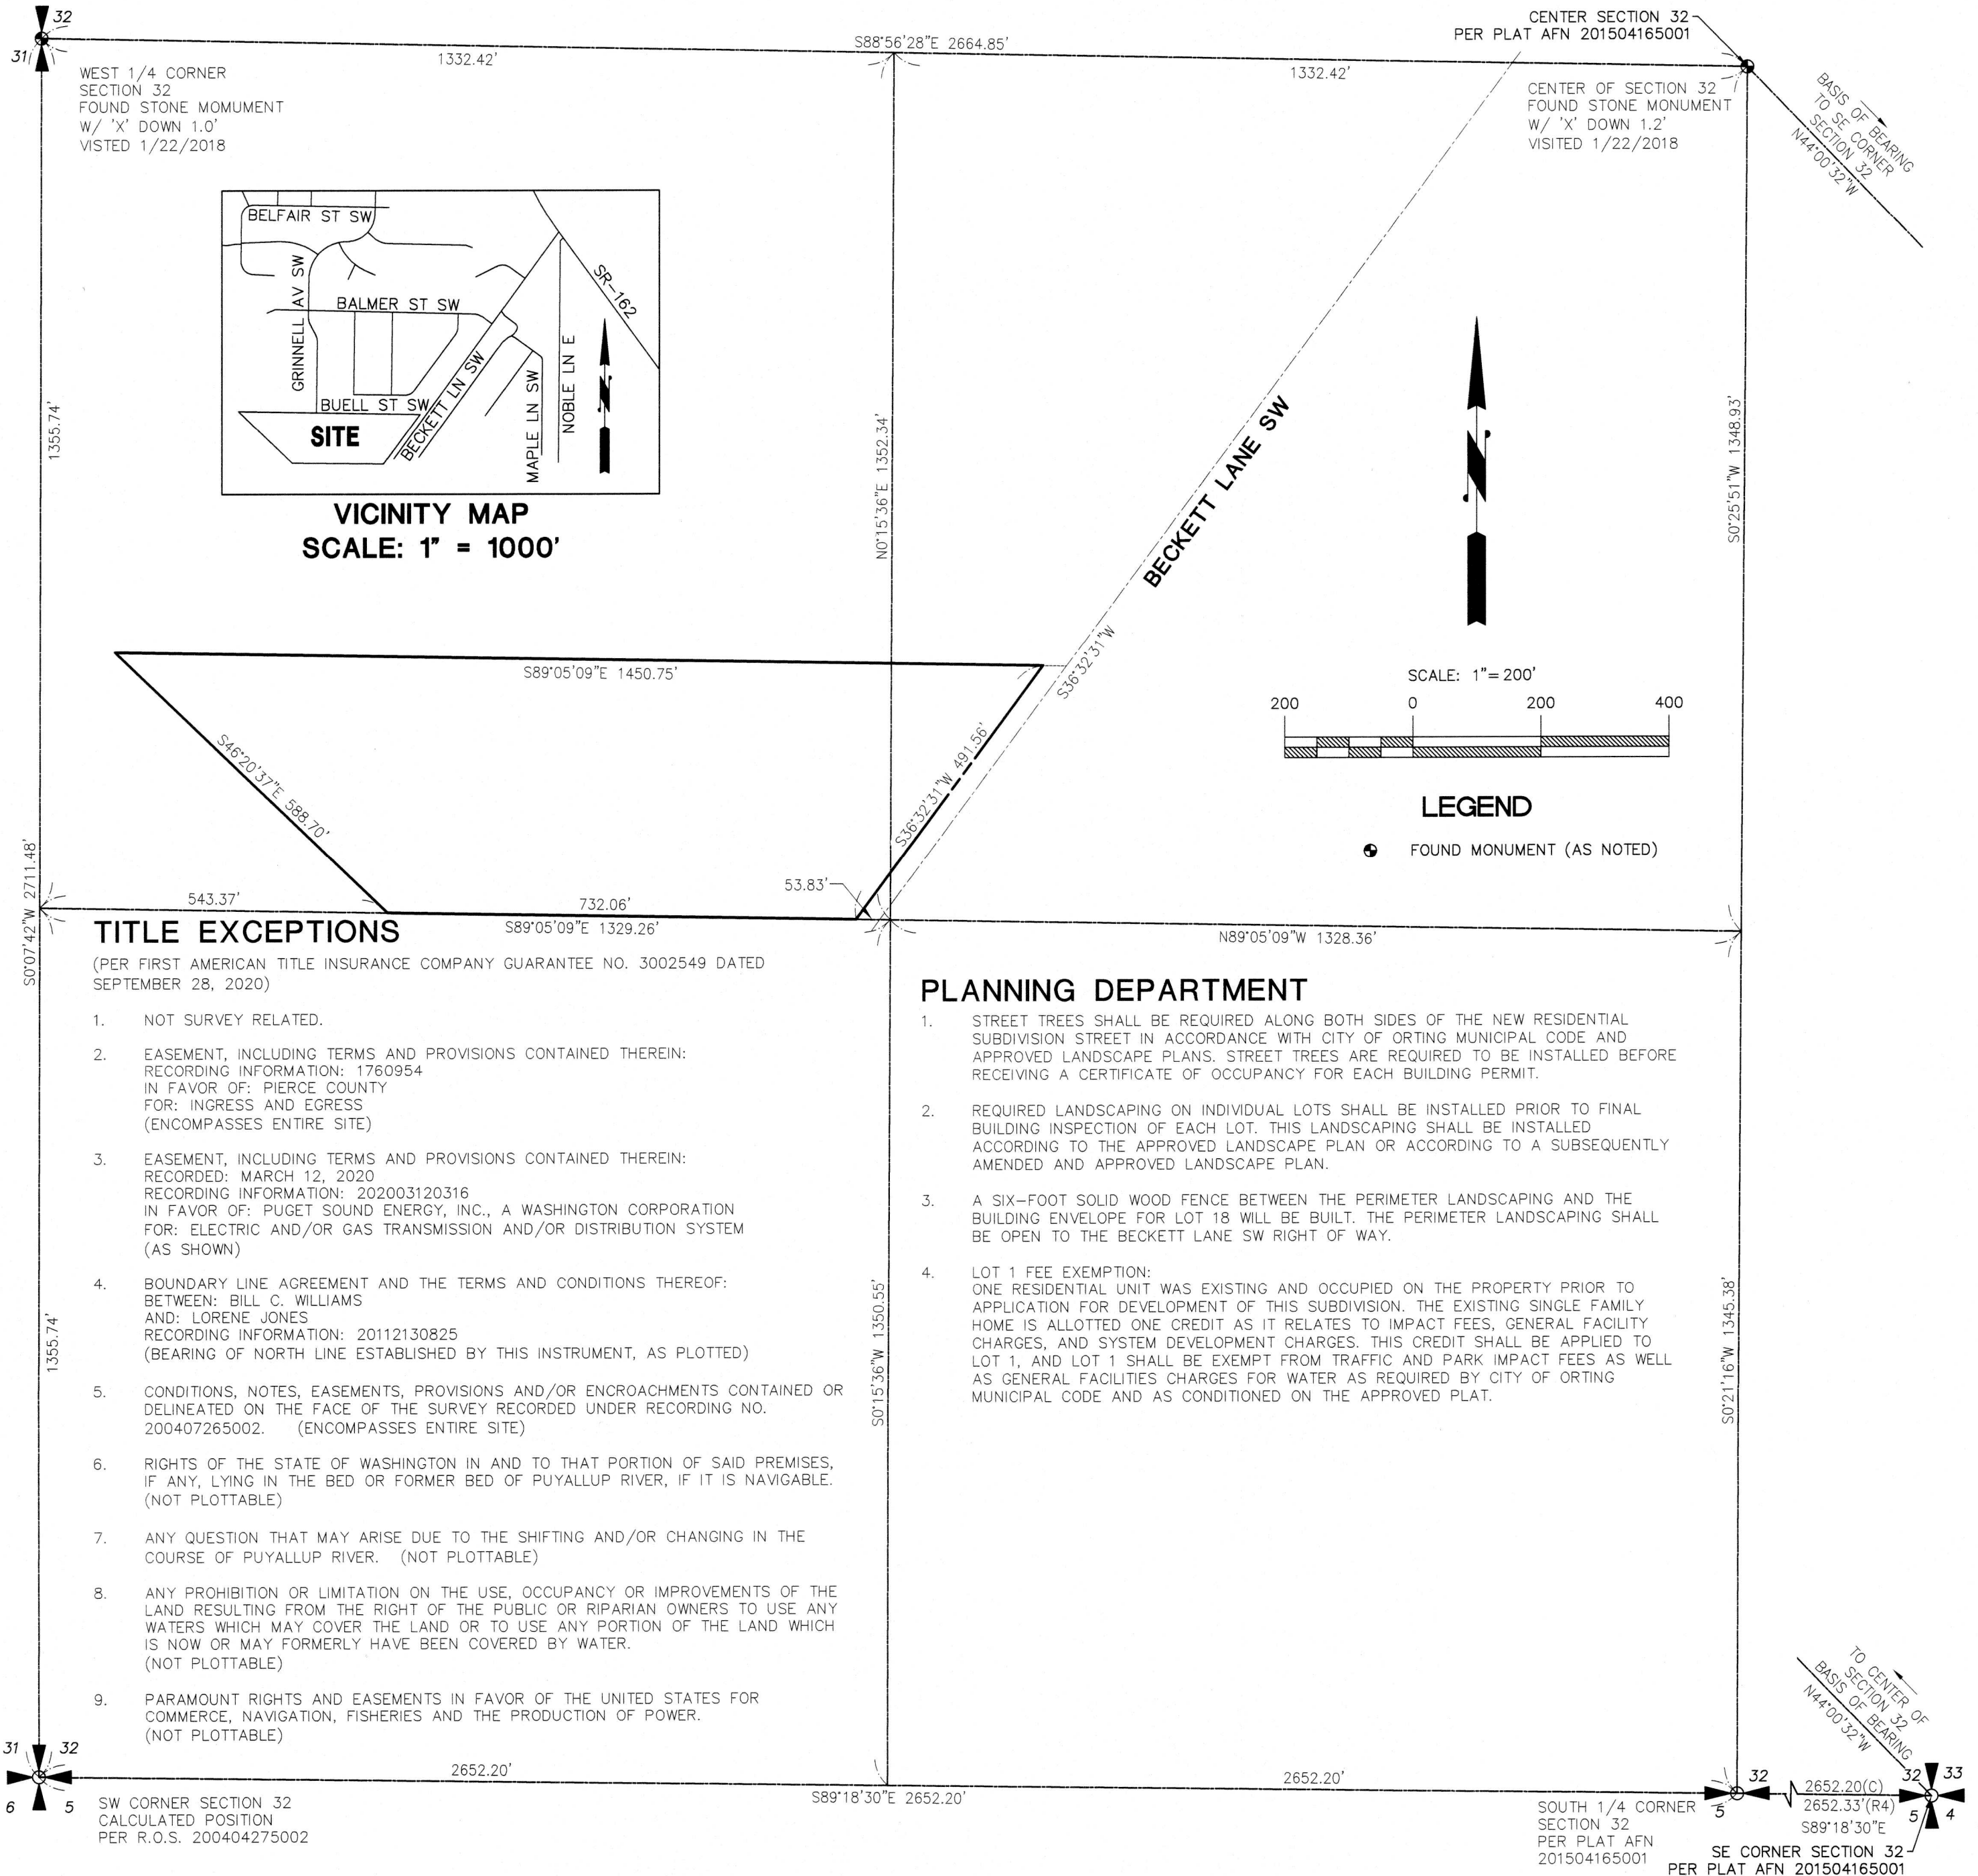 32
31
CENTER SECTION 32
PER PLAT AFN 201504165001
S88°56'28"E 2664.85'
1332.42'
1332.42'
WEST 1/4 CORNER
SECTION 32
FOUND STONE MOMUMENT
W/ 'X' DOWN 1.0'
VISTED 1/22/2018
CENTER OF SECTION 32
FOUND STONE MONUMENT
W/ 'X' DOWN 1.2'
VISITED 1/22/2018
BASIS OF BEARING
TO SE CORNER
SECTION 32
N44°00'32"W
BELFAIR ST SW
GRINNELL AV SW
BALMER ST SW
SR-162
BUELL ST SW
BECKETT LN SW
MAPLE LN SW
NOBLE LN E
N
SITE
VICINITY MAP
SCALE: 1" = 1000'
1355.74'
N0°15'36"E 1352.34'
BECKETT LANE SW
S36°32'31"W
N
S0°25'51"W 1348.93'
SCALE: 1"=200'
200 0 200 400
LEGEND
FOUND MONUMENT (AS NOTED)
S89°05'09"E 1450.75'
S46°20'37"E 588.70'
S36°32'31"W 491.56'
53.83'
S0°07'42"W 2711.48'
543.37'
732.06'
S89°05'09"E 1329.26'
N89°05'09"W 1328.36'
TITLE EXCEPTIONS
(PER FIRST AMERICAN TITLE INSURANCE COMPANY GUARANTEE NO. 3002549 DATED
SEPTEMBER 28, 2020)
1. NOT SURVEY RELATED.
2. EASEMENT, INCLUDING TERMS AND PROVISIONS CONTAINED THEREIN:
RECORDING INFORMATION: 1760954
IN FAVOR OF: PIERCE COUNTY
FOR: INGRESS AND EGRESS
(ENCOMPASSES ENTIRE SITE)
3. EASEMENT, INCLUDING TERMS AND PROVISIONS CONTAINED THEREIN:
RECORDED: MARCH 12, 2020
RECORDING INFORMATION: 202003120316
IN FAVOR OF: PUGET SOUND ENERGY, INC., A WASHINGTON CORPORATION
FOR: ELECTRIC AND/OR GAS TRANSMISSION AND/OR DISTRIBUTION SYSTEM
(AS SHOWN)
4. BOUNDARY LINE AGREEMENT AND THE TERMS AND CONDITIONS THEREOF:
BETWEEN: BILL C. WILLIAMS
AND: LORENE JONES
RECORDING INFORMATION: 20112130825
(BEARING OF NORTH LINE ESTABLISHED BY THIS INSTRUMENT, AS PLOTTED)
5. CONDITIONS, NOTES, EASEMENTS, PROVISIONS AND/OR ENCROACHMENTS CONTAINED OR
DELINEATED ON THE FACE OF THE SURVEY RECORDED UNDER RECORDING NO.
200407265002. (ENCOMPASSES ENTIRE SITE)
6. RIGHTS OF THE STATE OF WASHINGTON IN AND TO THAT PORTION OF SAID PREMISES,
IF ANY, LYING IN THE BED OR FORMER BED OF PUYALLUP RIVER, IF IT IS NAVIGABLE.
(NOT PLOTTABLE)
7. ANY QUESTION THAT MAY ARISE DUE TO THE SHIFTING AND/OR CHANGING IN THE
COURSE OF PUYALLUP RIVER. (NOT PLOTTABLE)
8. ANY PROHIBITION OR LIMITATION ON THE USE, OCCUPANCY OR IMPROVEMENTS OF THE
LAND RESULTING FROM THE RIGHT OF THE PUBLIC OR RIPARIAN OWNERS TO USE ANY
WATERS WHICH MAY COVER THE LAND OR TO USE ANY PORTION OF THE LAND WHICH
IS NOW OR MAY FORMERLY HAVE BEEN COVERED BY WATER.
(NOT PLOTTABLE)
9. PARAMOUNT RIGHTS AND EASEMENTS IN FAVOR OF THE UNITED STATES FOR
COMMERCE, NAVIGATION, FISHERIES AND THE PRODUCTION OF POWER.
(NOT PLOTTABLE)
1355.74'
S0°15'36"W 1350.55'
PLANNING DEPARTMENT
1. STREET TREES SHALL BE REQUIRED ALONG BOTH SIDES OF THE NEW RESIDENTIAL
SUBDIVISION STREET IN ACCORDANCE WITH CITY OF ORTING MUNICIPAL CODE AND
APPROVED LANDSCAPE PLANS. STREET TREES ARE REQUIRED TO BE INSTALLED BEFORE
RECEIVING A CERTIFICATE OF OCCUPANCY FOR EACH BUILDING PERMIT.
2. REQUIRED LANDSCAPING ON INDIVIDUAL LOTS SHALL BE INSTALLED PRIOR TO FINAL
BUILDING INSPECTION OF EACH LOT. THIS LANDSCAPING SHALL BE INSTALLED
ACCORDING TO THE APPROVED LANDSCAPE PLAN OR ACCORDING TO A SUBSEQUENTLY
AMENDED AND APPROVED LANDSCAPE PLAN.
3. A SIX-FOOT SOLID WOOD FENCE BETWEEN THE PERIMETER LANDSCAPING AND THE
BUILDING ENVELOPE FOR LOT 18 WILL BE BUILT. THE PERIMETER LANDSCAPING SHALL
BE OPEN TO THE BECKETT LANE SW RIGHT OF WAY.
4. LOT 1 FEE EXEMPTION:
ONE RESIDENTIAL UNIT WAS EXISTING AND OCCUPIED ON THE PROPERTY PRIOR TO
APPLICATION FOR DEVELOPMENT OF THIS SUBDIVISION. THE EXISTING SINGLE FAMILY
HOME IS ALLOTTED ONE CREDIT AS IT RELATES TO IMPACT FEES, GENERAL FACILITY
CHARGES, AND SYSTEM DEVELOPMENT CHARGES. THIS CREDIT SHALL BE APPLIED TO
LOT 1, AND LOT 1 SHALL BE EXEMPT FROM TRAFFIC AND PARK IMPACT FEES AS WELL
AS GENERAL FACILITIES CHARGES FOR WATER AS REQUIRED BY CITY OF ORTING
MUNICIPAL CODE AND AS CONDITIONED ON THE APPROVED PLAT.
S0°21'16"W 1345.38'
TO CENTER OF
SECTION 32
BASIS OF BEARING
N44°00'32"W
31 32
6 5
SW CORNER SECTION 32
CALCULATED POSITION
PER R.O.S. 200404275002
2652.20'
S89°18'30"E 2652.20'
2652.20'
32
5
SOUTH 1/4 CORNER
SECTION 32
PER PLAT AFN
201504165001
2652.20(C)
2652.33'(R4)
S89°18'30"E
32 33
5 4
SE CORNER SECTION 32
PER PLAT AFN 201504165001